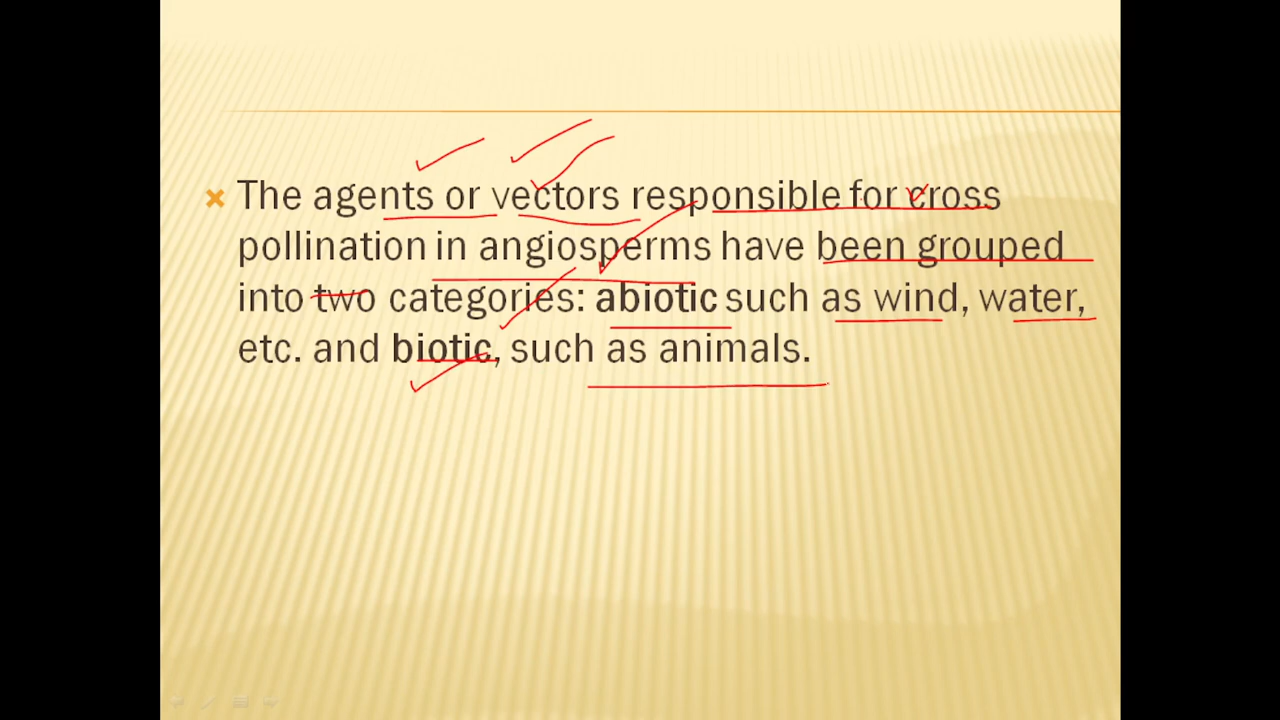 The agents or vectors responsible for cross
pollination in angiosperms have been grouped
into two categories: abiotic such as wind, water,
etc. and biotic, such as animals.